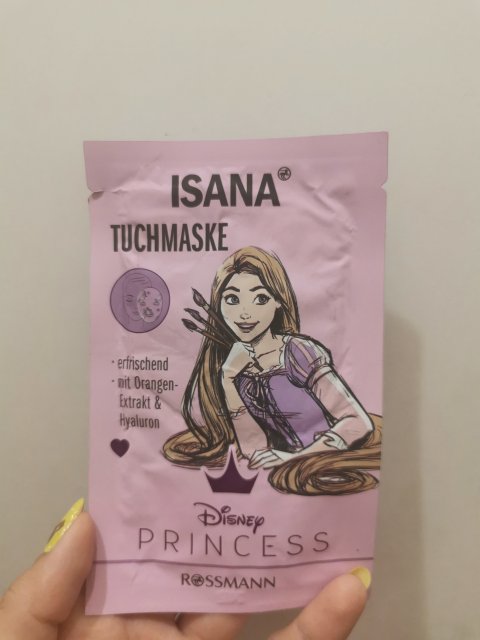 ISANA®
TUCHMASKE
· erfrischend
· mit Orangen-
Extrakt &
Hyaluron
Disney
PRINCESS
ROSSMANN